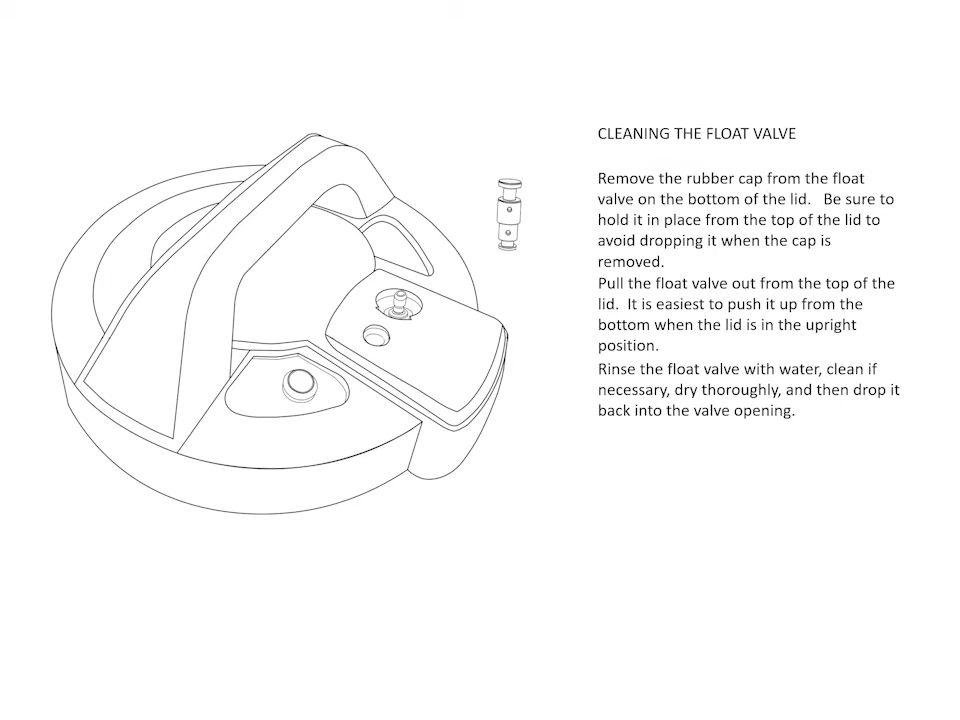 CLEANING THE FLOAT VALVE
Remove the rubber cap from the float
valve on the bottom of the lid.   Be sure to
hold it in place from the top of the lid to
avoid dropping it when the cap is
removed.
Pull the float valve out from the top of the
lid.  It is easiest to push it up from the
bottom when the lid is in the upright
position.
Rinse the float valve with water, clean if
necessary, dry thoroughly, and then drop it
back into the valve opening.